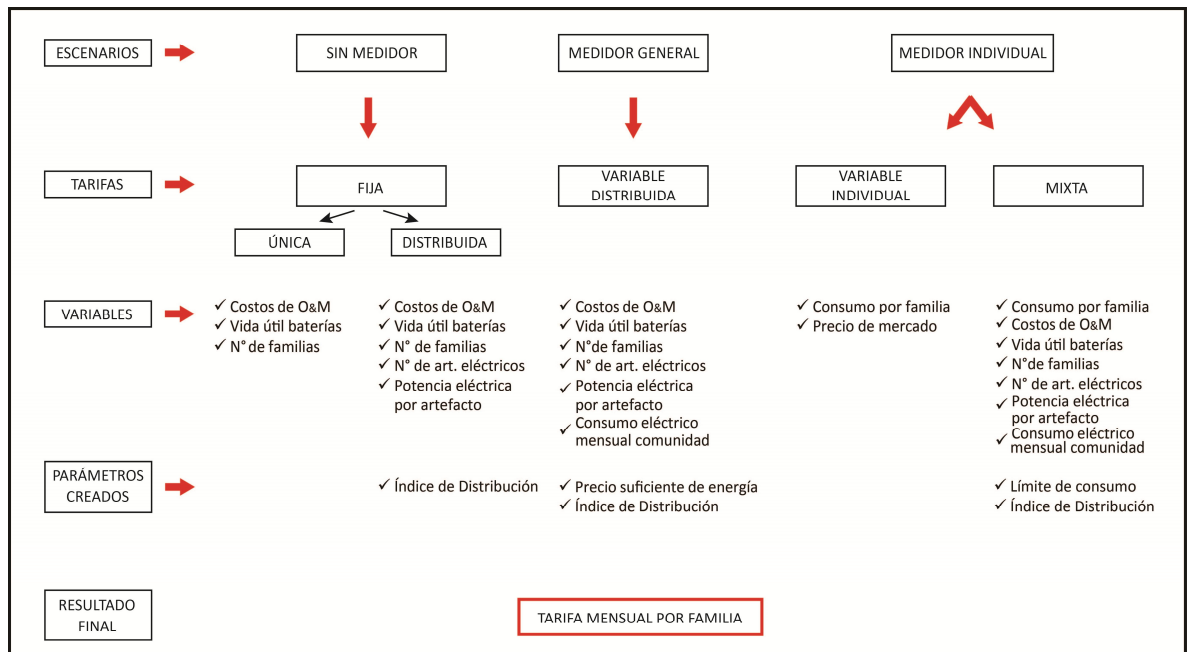 ESCENARIOS
SIN MEDIDOR
MEDIDOR GENERAL
MEDIDOR INDIVIDUAL
TARIFAS
FIJA
VARIABLE
DISTRIBUIDA
VARIABLE
INDIVIDUAL
MIXTA
ÚNICA
DISTRIBUIDA
VARIABLES
✓ Costos de O&M
✓ Vida útil baterías
✓ N° de familias
✓ Costos de O&M
✓ Vida útil baterías
✓ N° de familias
✓ N° de art. eléctricos
✓ Potencia eléctrica
por artefacto
✓ Costos de O&M
✓ Vida útil baterías
✓ N°de familias
✓ N° de art. eléctricos
✓ Potencia eléctrica
por artefacto
✓ Consumo eléctrico
mensual comunidad
✓ Consumo por familia
✓ Precio de mercado
✓ Consumo por familia
✓ Costos de O&M
✓ Vida útil baterías
✓ N°de familias
✓ N° de art. eléctricos
✓ Potencia eléctrica
por artefacto
✓ Consumo eléctrico
mensual comunidad
PARÁMETROS
CREADOS
✓ Índice de Distribución
✓ Precio suficiente de energía
✓ Índice de Distribución
✓ Límite de consumo
✓ Índice de Distribución
RESULTADO
FINAL
TARIFA MENSUAL POR FAMILIA